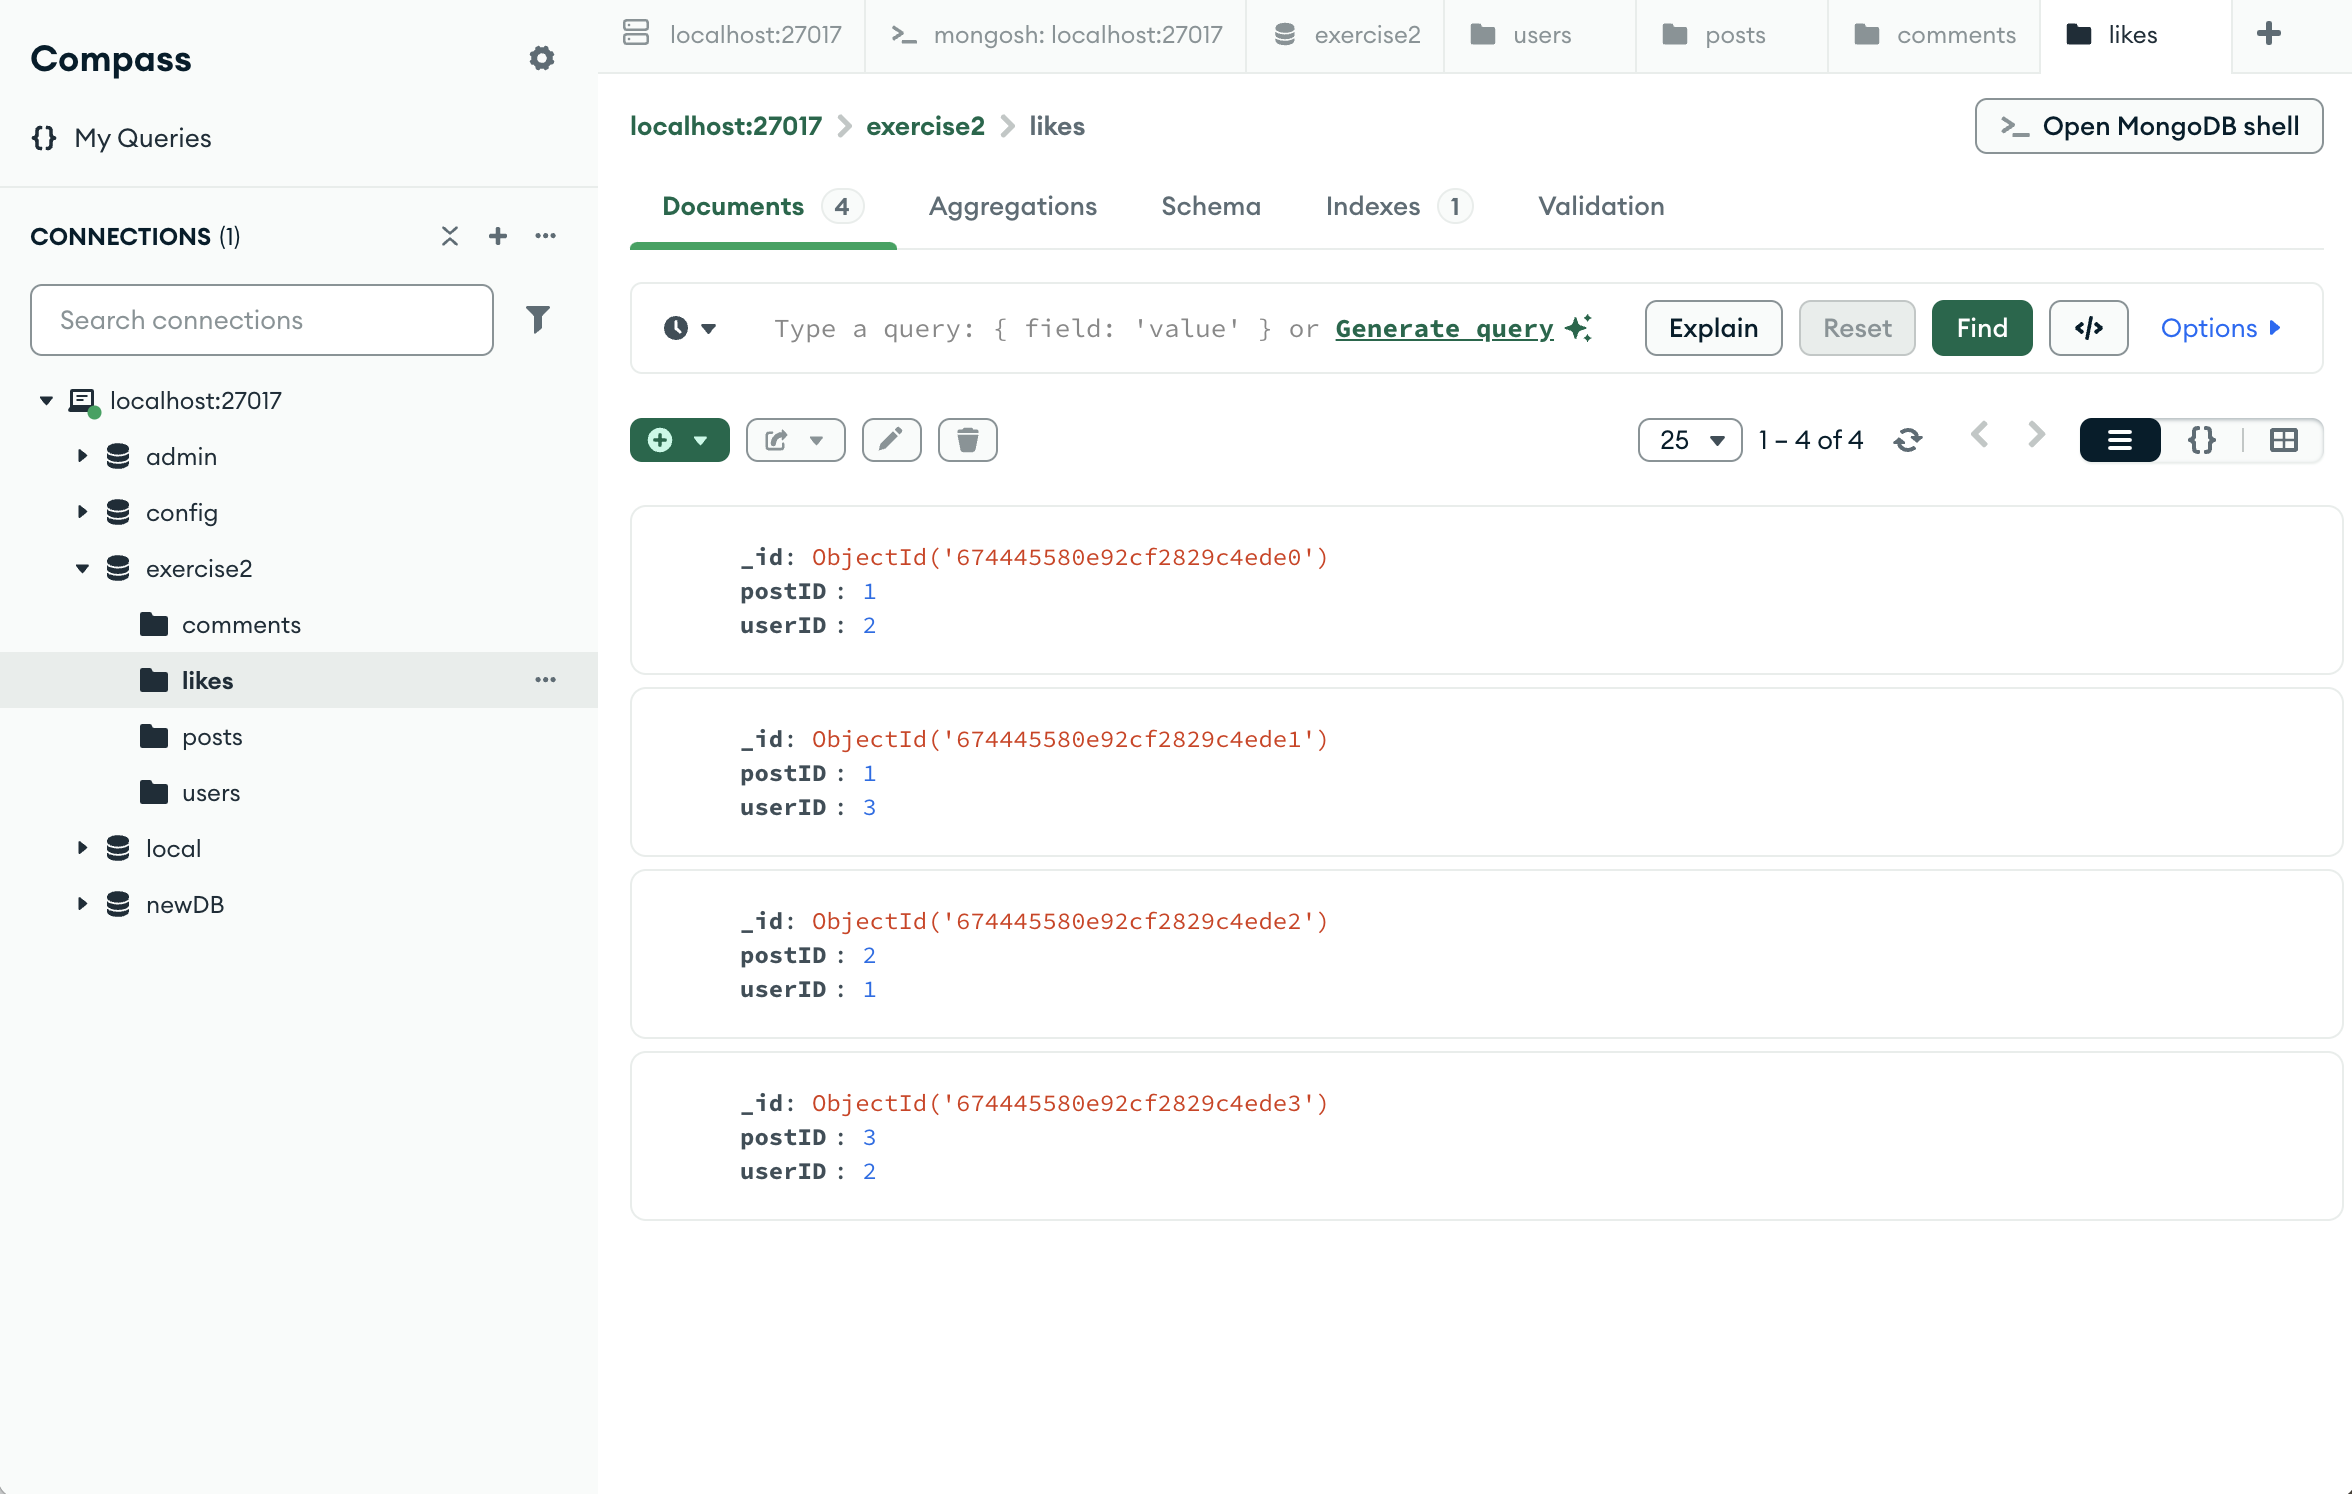 Compass
{} My Queries
CONNECTIONS (1)
Search connections
localhost:27017
admin
config
exercise2
comments
likes
posts
users
local
newDB
localhost:27017
mongosh: localhost:27017
exercise2
users
posts
comments
likes
localhost:27017 > exercise2 > likes
Open MongoDB shell
Documents 4
Aggregations
Schema
Indexes 1
Validation
Type a query: { field: 'value' } or Generate query
Explain
Reset
Find
</>
Options
25
1 – 4 of 4
{}
_id: ObjectId('674445580e92cf2829c4ede0')
postID : 1
userID : 2
_id: ObjectId('674445580e92cf2829c4ede1')
postID : 1
userID : 3
_id: ObjectId('674445580e92cf2829c4ede2')
postID : 2
userID : 1
_id: ObjectId('674445580e92cf2829c4ede3')
postID : 3
userID : 2